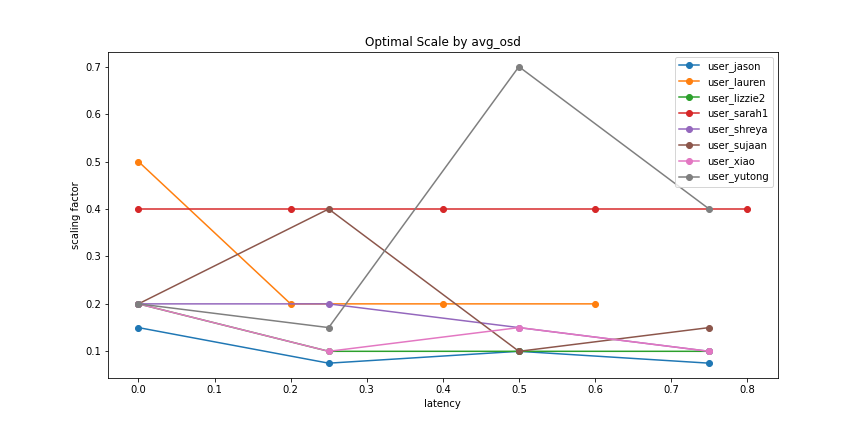 Optimal Scale by avg_osd
user_jason
user_lauren
user_lizzie2
user_sarah1
user_shreya
user_sujaan
user_xiao
user_yutong
scaling factor
0.7
0.6
0.5
0.4
0.3
0.2
0.1
0.0 0.1 0.2 0.3 0.4 0.5 0.6 0.7 0.8
latency